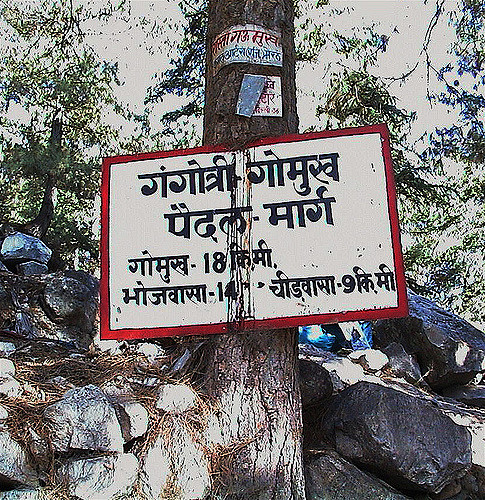 गंगोत्री-गोमुख
पैदल-मार्ग
गोमुख - 18 किमी,
भोजवासा - 14 चीड़वासा - 9 कि.मी